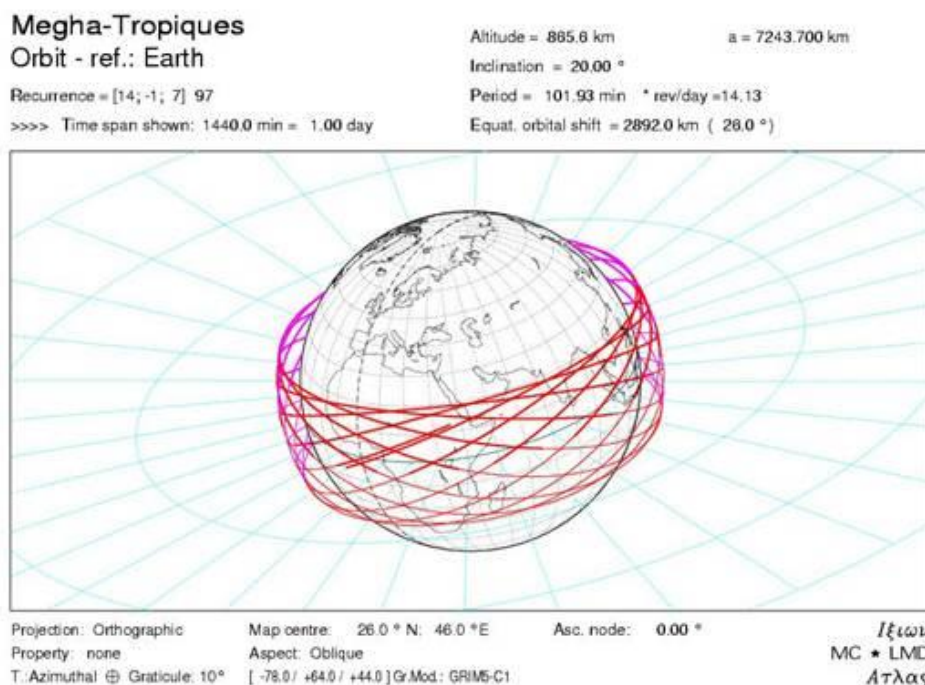 Megha-Tropiques
Orbit - ref.: Earth
Recurrence = [14; -1; 7] 97
>>>> Time span shown: 1440.0 min = 1.00 day
Altitude = 865.6 km a = 7243.700 km
Inclination = 20.00 °
Period = 101.93 min * rev/day =14.13
Equat. orbital shift = 2892.0 km ( 26.0 °)
Projection: Orthographic Map centre: 26.0 ° N: 46.0 °E Asc. node: 0.00 °
Property: none Aspect: Oblique
T.:Azimuthal ⊕ Graticule: 10° [ -78.0/ +64.0/ +44.0] Gr.Mod.: GRIM5-C1
Ιξιων
MC ★ LMD
Ατλας